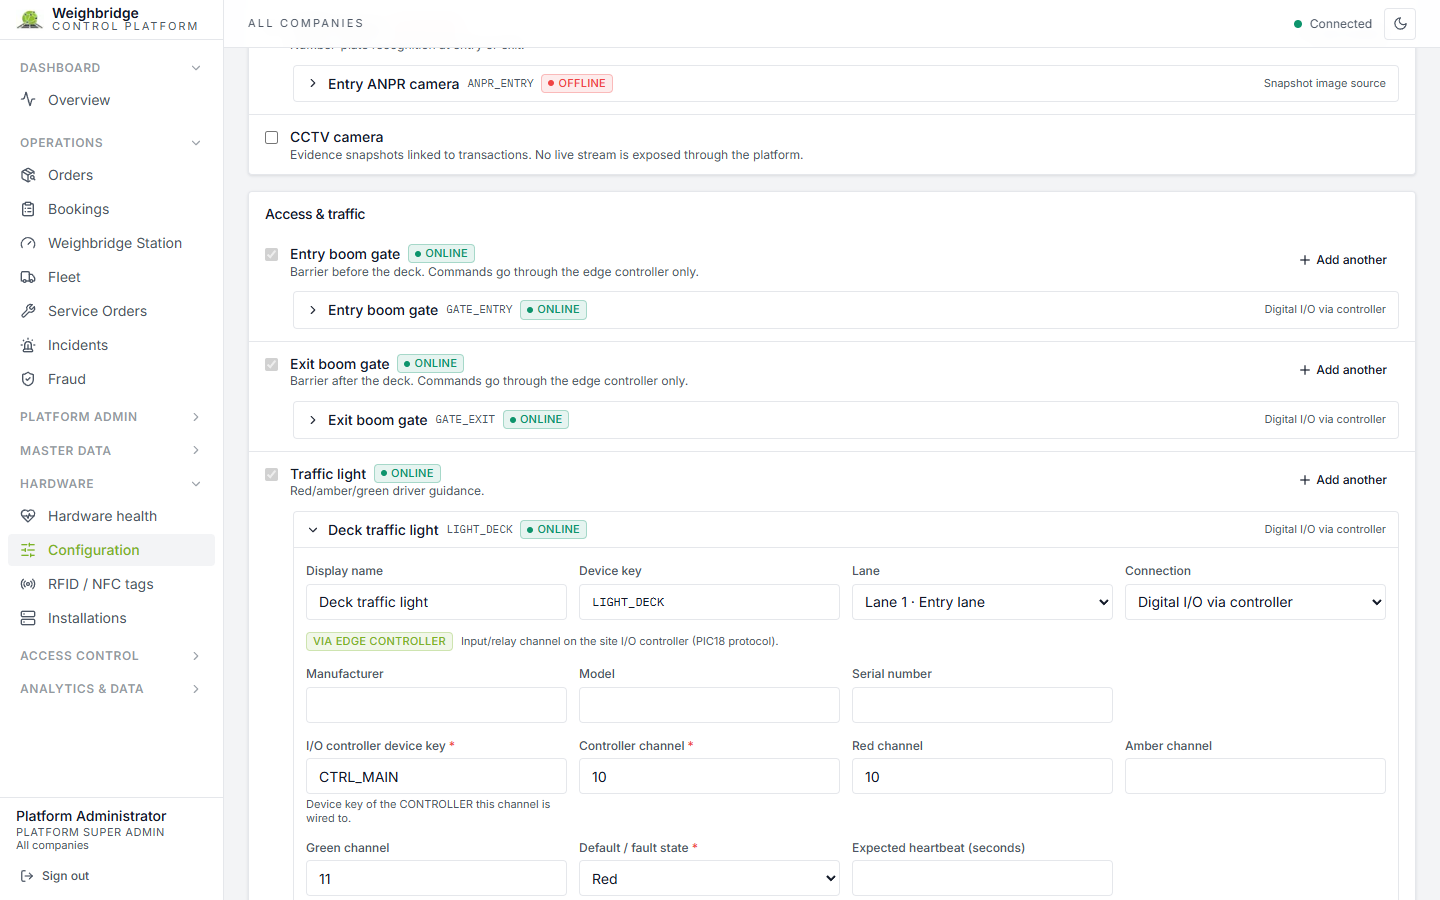 Weighbridge
CONTROL PLATFORM
ALL COMPANIES
Connected
DASHBOARD
Overview
OPERATIONS
Orders
Bookings
Weighbridge Station
Fleet
Service Orders
Incidents
Fraud
PLATFORM ADMIN
MASTER DATA
HARDWARE
Hardware health
Configuration
RFID / NFC tags
Installations
ACCESS CONTROL
ANALYTICS & DATA
Platform Administrator
PLATFORM SUPER ADMIN
All companies
Sign out
Number-plate recognition at entry or exit.
Entry ANPR camera ANPR_ENTRY OFFLINE Snapshot image source
CCTV camera
Evidence snapshots linked to transactions. No live stream is exposed through the platform.
Access & traffic
Entry boom gate ONLINE
Barrier before the deck. Commands go through the edge controller only.
+ Add another
Entry boom gate GATE_ENTRY ONLINE Digital I/O via controller
Exit boom gate ONLINE
Barrier after the deck. Commands go through the edge controller only.
+ Add another
Exit boom gate GATE_EXIT ONLINE Digital I/O via controller
Traffic light ONLINE
Red/amber/green driver guidance.
+ Add another
Deck traffic light LIGHT_DECK ONLINE Digital I/O via controller
Display name Device key Lane Connection
Deck traffic light LIGHT_DECK Lane 1 · Entry lane Digital I/O via controller
VIA EDGE CONTROLLER Input/relay channel on the site I/O controller (PIC18 protocol).
Manufacturer Model Serial number
I/O controller device key * Controller channel * Red channel Amber channel
CTRL_MAIN 10 10
Device key of the CONTROLLER this channel is
wired to.
Green channel Default / fault state * Expected heartbeat (seconds)
11 Red